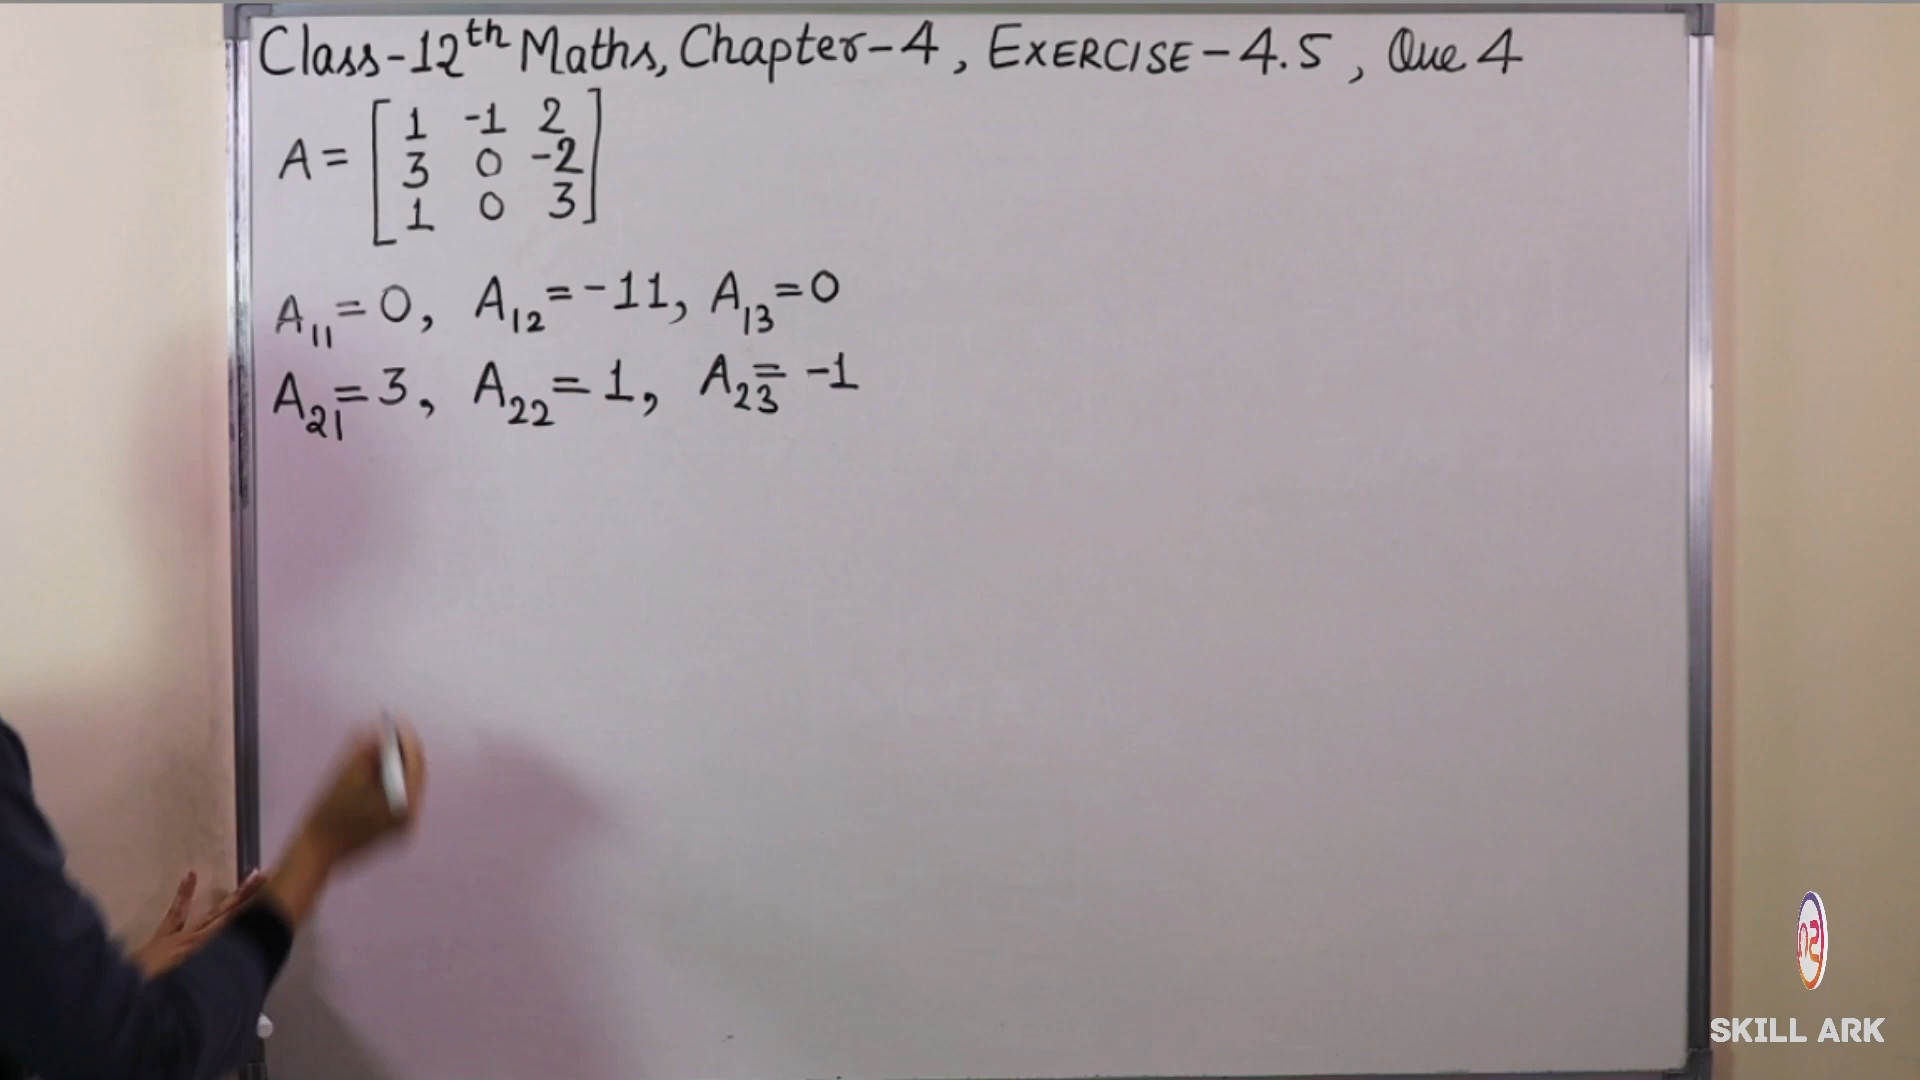 Class-12th Maths, Chapter-4, EXERCISE-4.5, Que 4
A = [ 1 -1 2
3 0 -2
1 0 3 ]
A11=0, A12=-11, A13=0
A21=3, A22=1, A23= -1
SKILL ARK